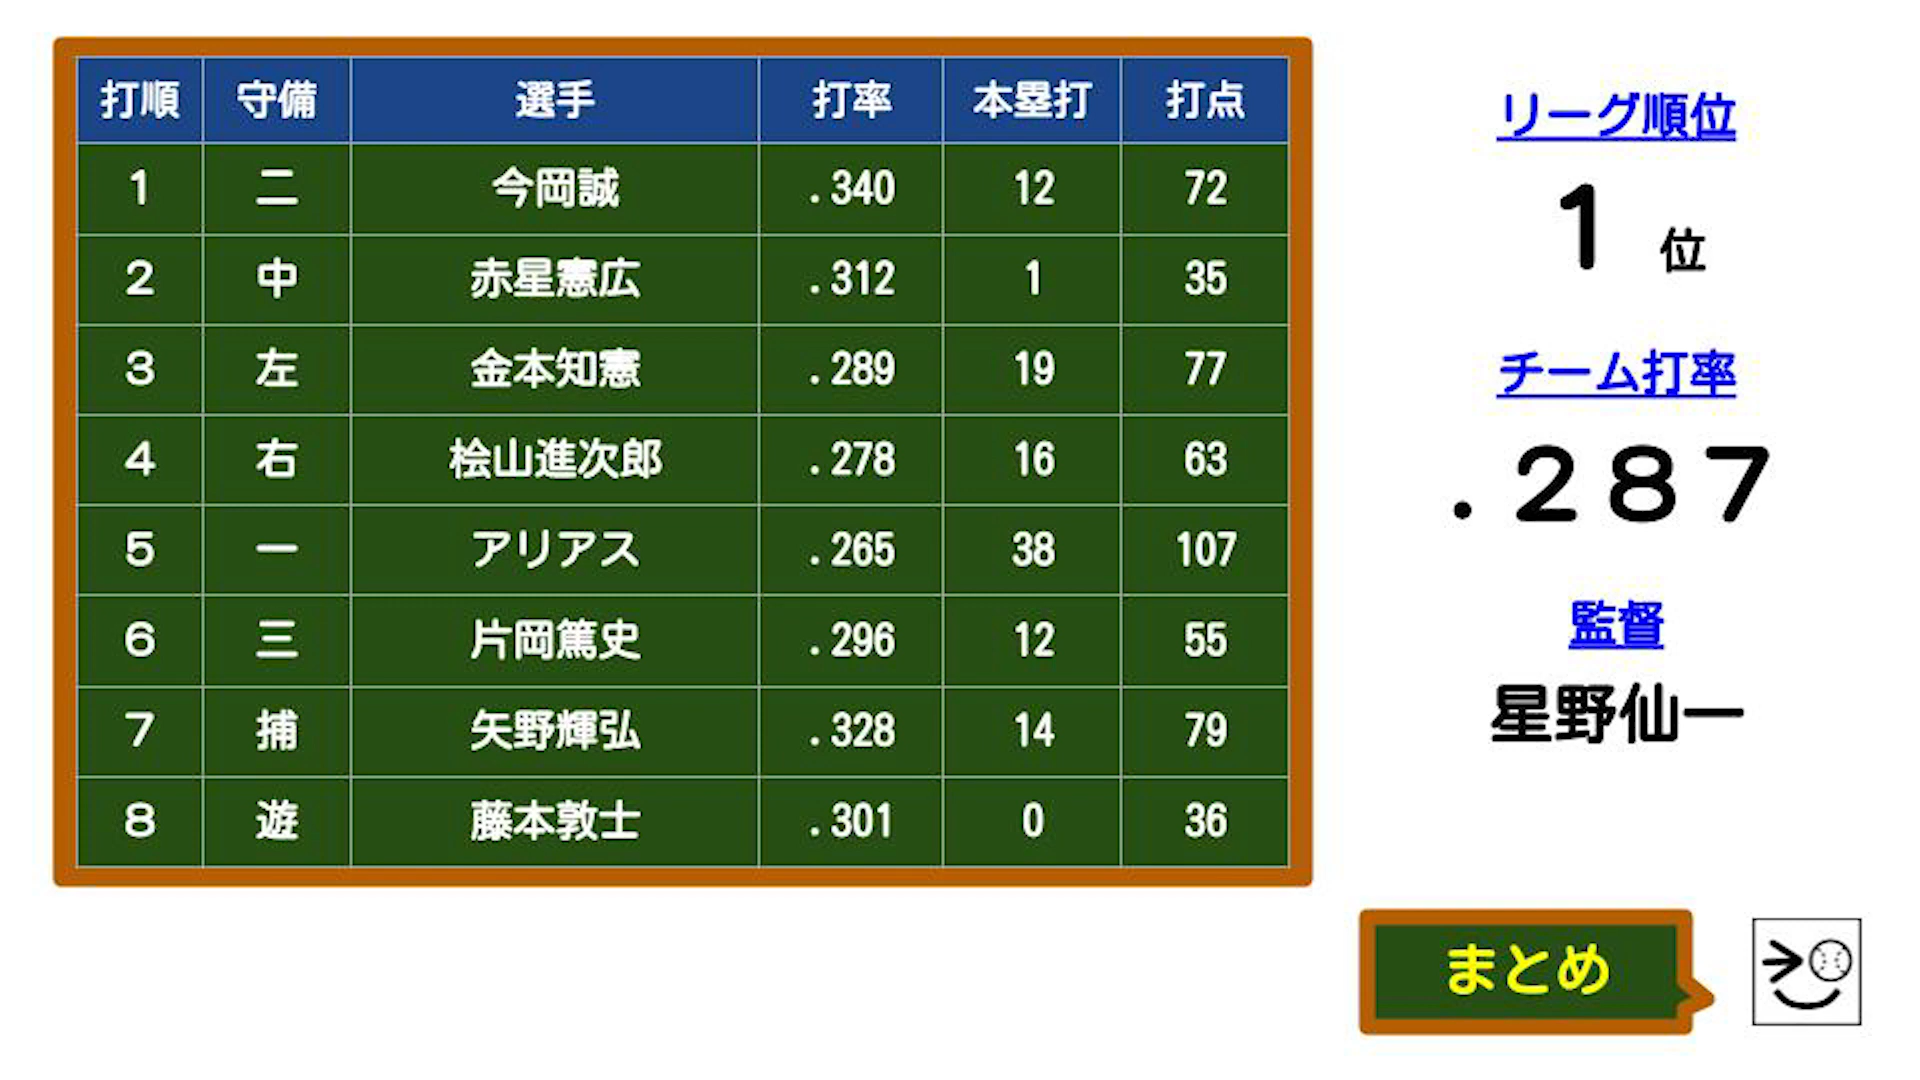 打順 守備 選手 打率 本塁打 打点
1 二 今岡誠 .340 12 72
2 中 赤星憲広 .312 1 35
3 左 金本知憲 .289 19 77
4 右 桧山進次郎 .278 16 63
5 一 アリアス .265 38 107
6 三 片岡篤史 .296 12 55
7 捕 矢野輝弘 .328 14 79
8 遊 藤本敦士 .301 0 36
リーグ順位
1 位
チーム打率
.287
監督
星野仙一
まとめ